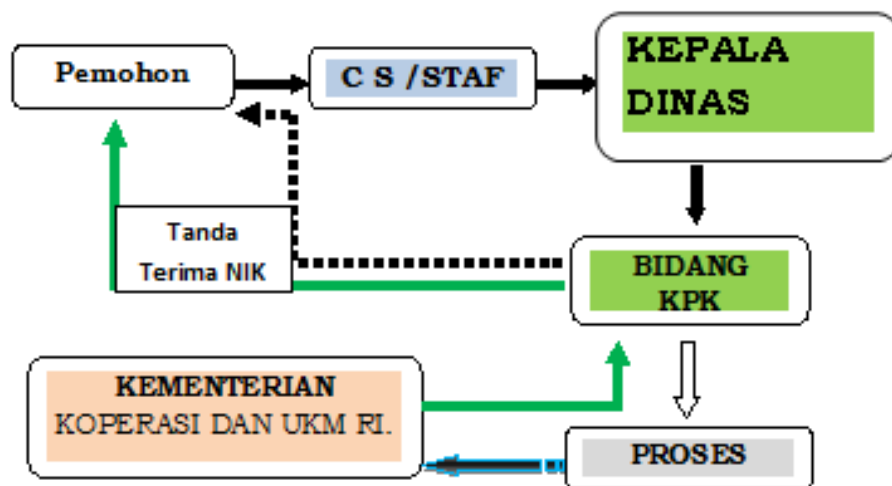 Pemohon
C S /STAF
KEPALA
DINAS
Tanda
Terima NIK
BIDANG
KPK
KEMENTERIAN
KOPERASI DAN UKM RI.
PROSES